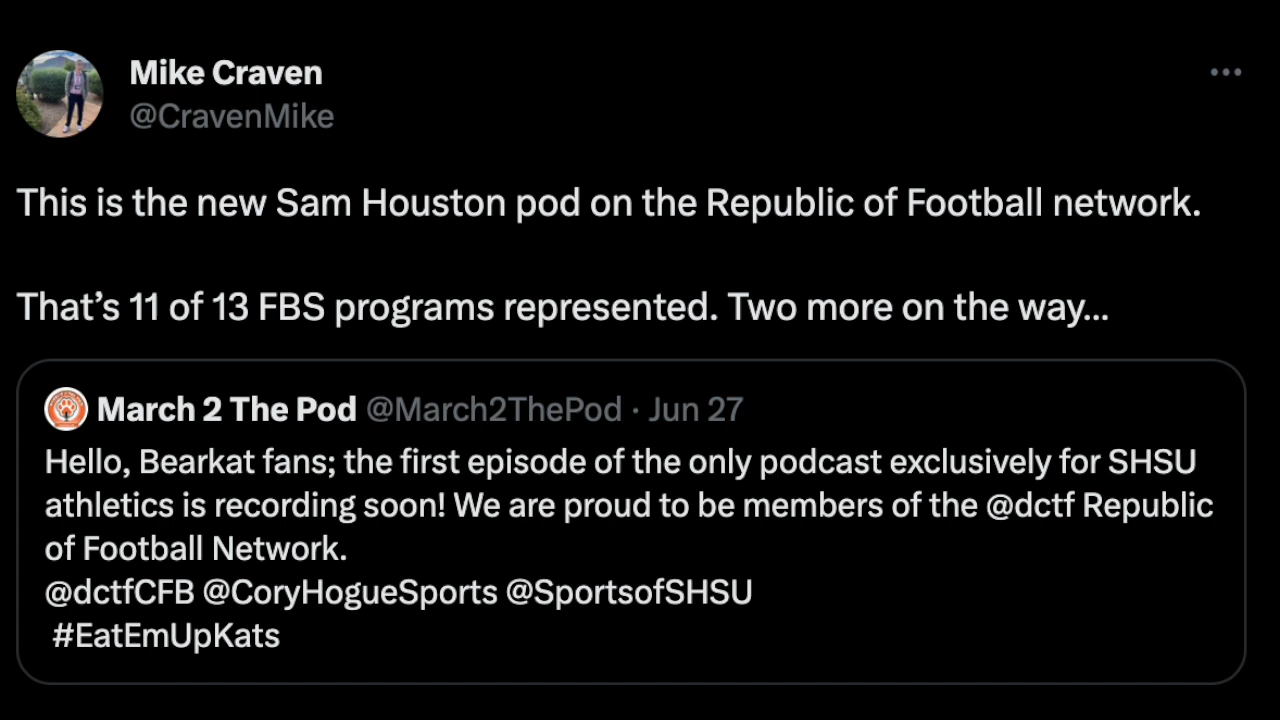 Mike Craven
@CravenMike
This is the new Sam Houston pod on the Republic of Football network.
That’s 11 of 13 FBS programs represented. Two more on the way...
March 2 The Pod @March2ThePod · Jun 27
Hello, Bearkat fans; the first episode of the only podcast exclusively for SHSU
athletics is recording soon! We are proud to be members of the @dctf Republic
of Football Network.
@dctfCFB @CoryHogueSports @SportsofSHSU
#EatEmUpKats